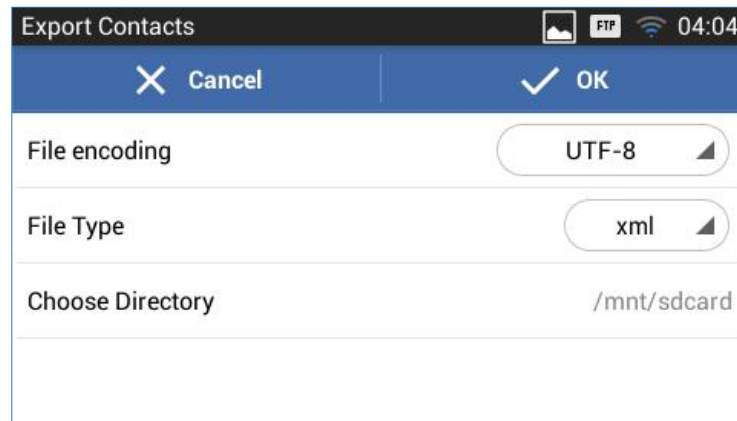 Export Contacts FTP 04:04
Cancel OK
File encoding UTF-8
File Type xml
Choose Directory /mnt/sdcard